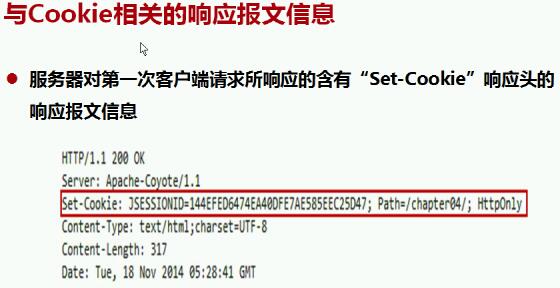 与Cookie相关的响应报文信息
服务器对第一次客户端请求所响应的含有“Set-Cookie”响应头的
响应报文信息
HTTP/1.1 200 OK
Server: Apache-Coyote/1.1
Set-Cookie: JSESSIONID=144EFED6474EA40DFE7AE585EEC25D47; Path=/chapter04/; HttpOnly
Content-Type: text/html;charset=UTF-8
Content-Length: 317
Date: Tue, 18 Nov 2014 05:28:41 GMT